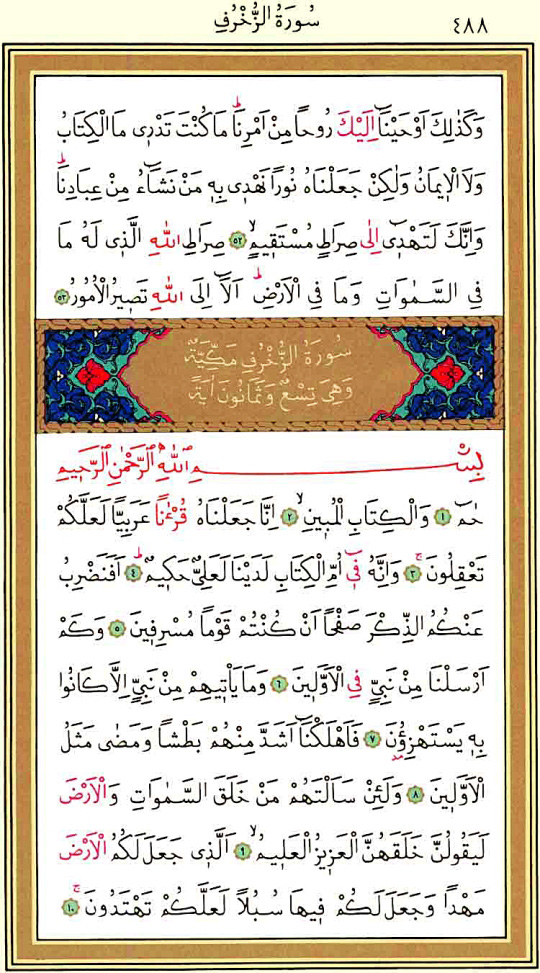 سُورَةُ الزُّخْرُفِ ٤٨٨
وَكَذٰلِكَ اَوْحَيْنَٓا اِلَيْكَ رُوحًا مِنْ اَمْرِنَاۜ مَا كُنْتَ تَدْرٖي مَا الْكِتَابُ
وَلَا الْاٖيمَانُ وَلٰكِنْ جَعَلْنَاهُ نُورًا نَهْدٖي بِهٖ مَنْ نَشَٓاءُ مِنْ عِبَادِنَاۜ
وَاِنَّكَ لَتَهْدٖٓي اِلٰى صِرَاطٍ مُسْتَقٖيمٍۙ ٥٢ صِرَاطِ اللّٰهِ الَّذٖي لَهُ مَا
فِي السَّمٰوَاتِ وَمَا فِي الْاَرْضِۜ اَلَٓا اِلَى اللّٰهِ تَصٖيرُ الْاُمُورُ ٥٣
سُورَةُ الزُّخْرُفِ مَكِّيَّةٌ
وَهِيَ تِسْعٌ وَثَمَانُونَ اٰيَةً
بِسْمِ اللّٰهِ الرَّحْمٰنِ الرَّحٖيمِ
حٰمٓ ١ وَالْكِتَابِ الْمُبٖينِۙ ٢ اِنَّا جَعَلْنَاهُ قُرْءٰنًا عَرَبِيًّا لَعَلَّكُمْ
تَعْقِلُونَۚ ٣ وَاِنَّهُ فٖٓي اُمِّ الْكِتَابِ لَدَيْنَا لَعَلِيٌّ حَكٖيمٌۜ ٤ اَفَنَضْرِبُ
عَنْكُمُ الذِّكْرَ صَفْحًا اَنْ كُنْتُمْ قَوْمًا مُسْرِفٖينَ ٥ وَكَمْ
اَرْسَلْنَا مِنْ نَبِيٍّ فِي الْاَوَّلٖينَ ٦ وَمَا يَأْتٖيهِمْ مِنْ نَبِيٍّ اِلَّا كَانُوا
بِهٖ يَسْتَهْزِؤُ۫نَ ٧ فَاَهْلَكْنَٓا اَشَدَّ مِنْهُمْ بَطْشًا وَمَضٰى مَثَلُ
الْاَوَّلٖينَ ٨ وَلَئِنْ سَاَلْتَهُمْ مَنْ خَلَقَ السَّمٰوَاتِ وَالْاَرْضَ
لَيَقُولُنَّ خَلَقَهُنَّ الْعَزٖيزُ الْعَلٖيمُۙ ٩ اَلَّذٖي جَعَلَ لَكُمُ الْاَرْضَ
مَهْدًا وَجَعَلَ لَكُمْ فٖيهَا سُبُلًا لَعَلَّكُمْ تَهْتَدُونَۚ ١٠